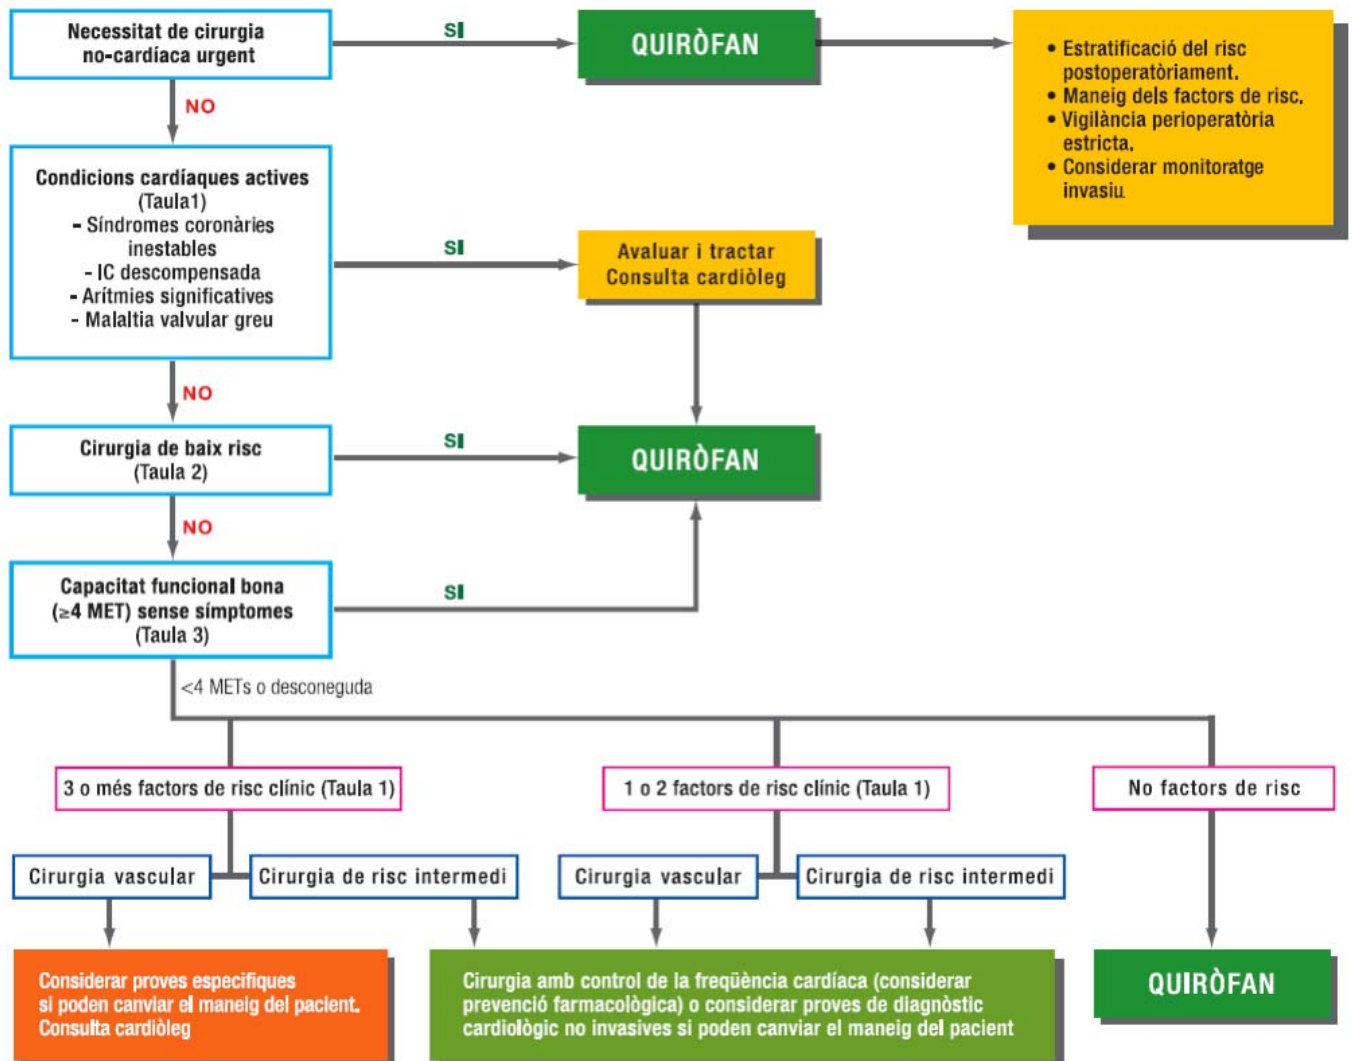 Necessitat de cirurgia
no-cardíaca urgent
SI
QUIRÒFAN
• Estratificació del risc
postoperatòriament.
• Maneig dels factors de risc.
• Vigilància perioperatòria
estricta.
• Considerar monitoratge
invasiu.
NO
Condicions cardíaques actives
(Taula1)
- Síndromes coronàries
inestables
- IC descompensada
- Arítmies significatives
- Malaltia valvular greu
SI
Avaluar i tractar
Consulta cardiòleg
NO
Cirurgia de baix risc
(Taula 2)
SI
QUIRÒFAN
NO
Capacitat funcional bona
(≥4 MET) sense símptomes
(Taula 3)
SI
<4 METs o desconeguda
3 o més factors de risc clínic (Taula 1)
1 o 2 factors de risc clínic (Taula 1)
No factors de risc
Cirurgia vascular
Cirurgia de risc intermedi
Cirurgia vascular
Cirurgia de risc intermedi
Considerar proves específiques
si poden canviar el maneig del pacient.
Consulta cardiòleg
Cirurgia amb control de la freqüència cardíaca (considerar
prevenció farmacològica) o considerar proves de diagnòstic
cardiològic no invasives si poden canviar el maneig del pacient
QUIRÒFAN